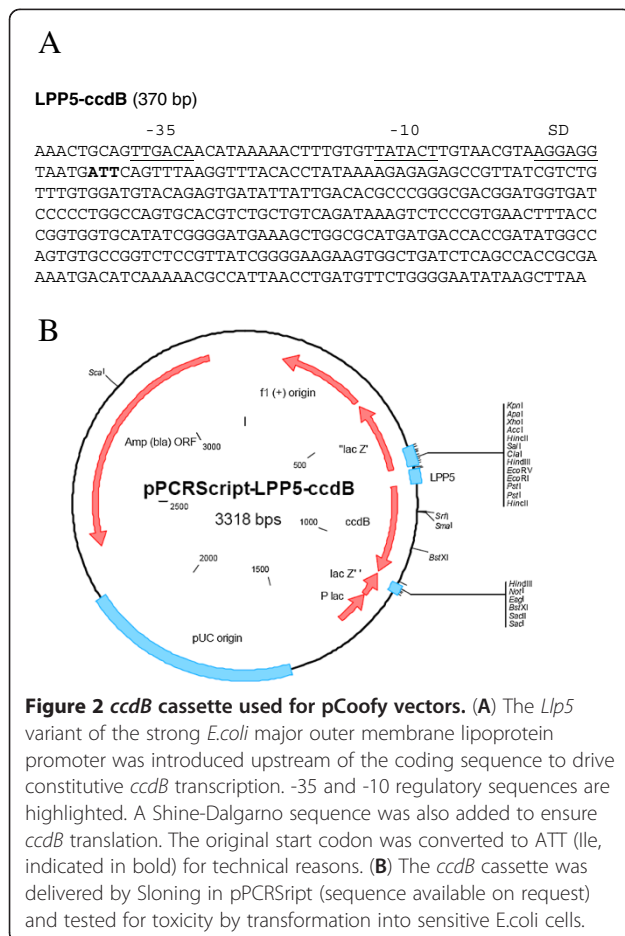 A
LPP5-ccdB (370 bp)
-35 -10 SD
AAACTGCAGTTGACAACATAAAAAACTTTGTGTTATACTTGTAACGTAAGGAGG
TAATGATTCAGTTTAAGGTTTACACCTATAAAAGAGAGAGCCGTTATCGTCTG
TTTGTGGATGTACAGAGTGATATTATTGACACGCCCGGGCGACGGATGGTGAT
CCCCCTGGCCAGTGCACGTCTGCTGTCAGATAAAGTCTCCCGTGAACTTTACC
CGGTGGTGCATATCGGGGATGAAAGCTGGCGCATGATGACCACCGATATGGCC
AGTGTGCCGGTCTCCGTTATCGGGGAAGAAGTGGCTGATCTCAGCCACCGCGA
AAATGACATCAAAAACGCCATTAACCTGATGTTCTGGGGAATATAAGCTTAA
B
ScaI
f1 (+) origin
Amp (bla) ORF
3000
500
"lac Z'
KpnI
ApaI
XhoI
AccI
HincII
SalI
ClaI
HindIII
EcoRV
EcoRI
PstI
PstI
HincII
LPP5
pPCRScript-LPP5-ccdB
2500
3318 bps
1000
ccdB
SrfI
SmaI
BstXI
2000
1500
lac Z' '
P lac
pUC origin
HindIII
NotI
EagI
BstXI
SacII
SacI
Figure 2 ccdB cassette used for pCoofy vectors. (A) The Llp5
variant of the strong E.coli major outer membrane lipoprotein
promoter was introduced upstream of the coding sequence to drive
constitutive ccdB transcription. -35 and -10 regulatory sequences are
highlighted. A Shine-Dalgarno sequence was also added to ensure
ccdB translation. The original start codon was converted to ATT (Ile,
indicated in bold) for technical reasons. (B) The ccdB cassette was
delivered by Sloning in pPCRSript (sequence available on request)
and tested for toxicity by transformation into sensitive E.coli cells.